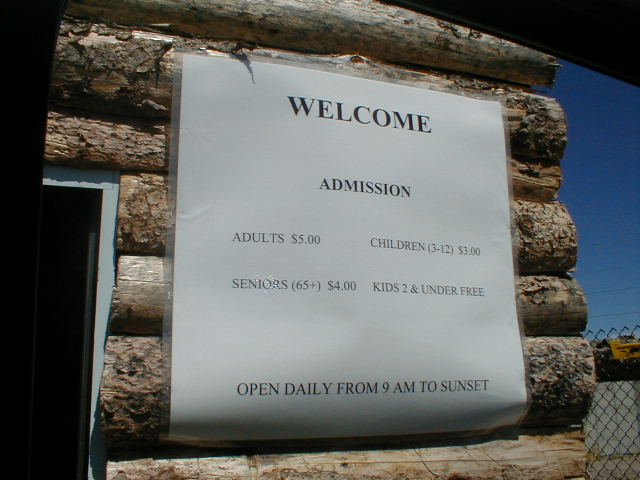 WELCOME
ADMISSION
ADULTS $5.00 CHILDREN (3-12) $3.00
SENIORS (65+) $4.00 KIDS 2 & UNDER FREE
OPEN DAILY FROM 9 AM TO SUNSET